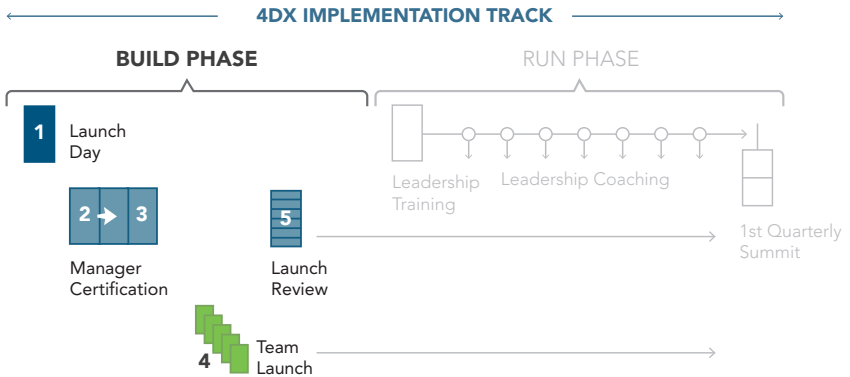 4DX IMPLEMENTATION TRACK
BUILD PHASE
RUN PHASE
1
Launch
Day
Leadership
Training
Leadership Coaching
2
3
5
1st Quarterly
Summit
Manager
Certification
Launch
Review
4
Team
Launch